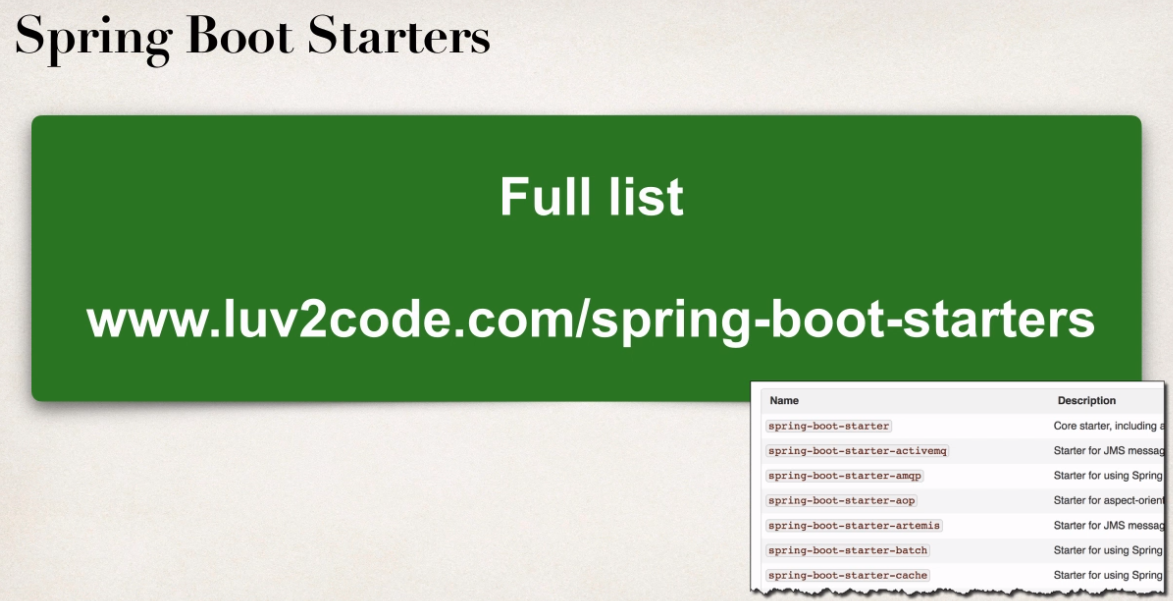 Spring Boot Starters
Full list
www.luv2code.com/spring-boot-starters
Name Description
spring-boot-starter Core starter, including
spring-boot-starter-activemq Starter for JMS messag
spring-boot-starter-amqp Starter for using Spring
spring-boot-starter-aop Starter for aspect-orient
spring-boot-starter-artemis Starter for JMS messag
spring-boot-starter-batch Starter for using Spring
spring-boot-starter-cache Starter for using Spring